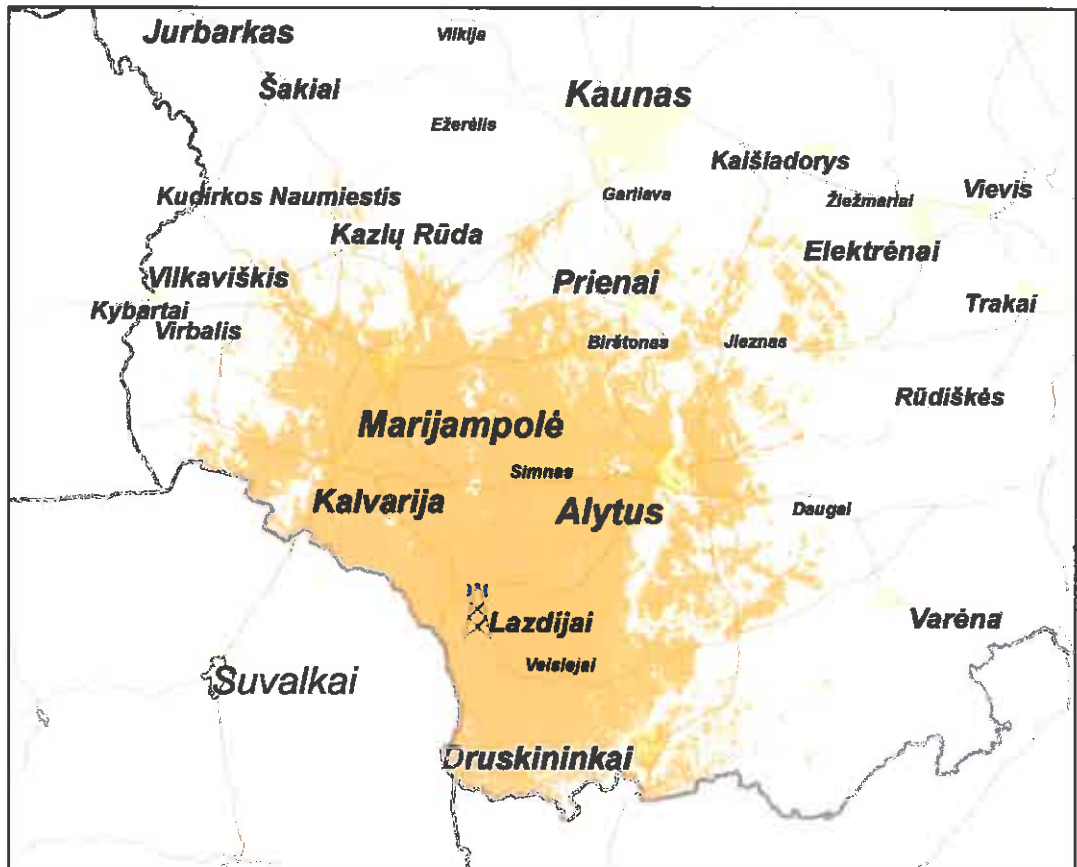 Jurbarkas
Vilkija
Šakiai
Kaunas
Ežerėlis
Kaišiadorys
Kudirkos Naumiestis
Garliava
Žiežmariai
Vievis
Kazlų Rūda
Elektrėnai
Vilkaviškis
Prienai
Kybartai
Trakai
Virbalis
Birštonas
Jieznas
Rūdiškės
Marijampolė
Simnas
Kalvarija
Alytus
Daugai
Lazdijai
Varėna
Veisiejai
Suvalkai
Druskininkai